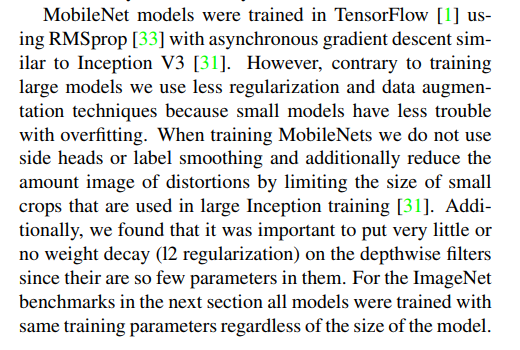 MobileNet models were trained in TensorFlow [1] us-
ing RMSprop [33] with asynchronous gradient descent sim-
ilar to Inception V3 [31]. However, contrary to training
large models we use less regularization and data augmen-
tation techniques because small models have less trouble
with overfitting. When training MobileNets we do not use
side heads or label smoothing and additionally reduce the
amount image of distortions by limiting the size of small
crops that are used in large Inception training [31]. Addi-
tionally, we found that it was important to put very little or
no weight decay (l2 regularization) on the depthwise filters
since their are so few parameters in them. For the ImageNet
benchmarks in the next section all models were trained with
same training parameters regardless of the size of the model.